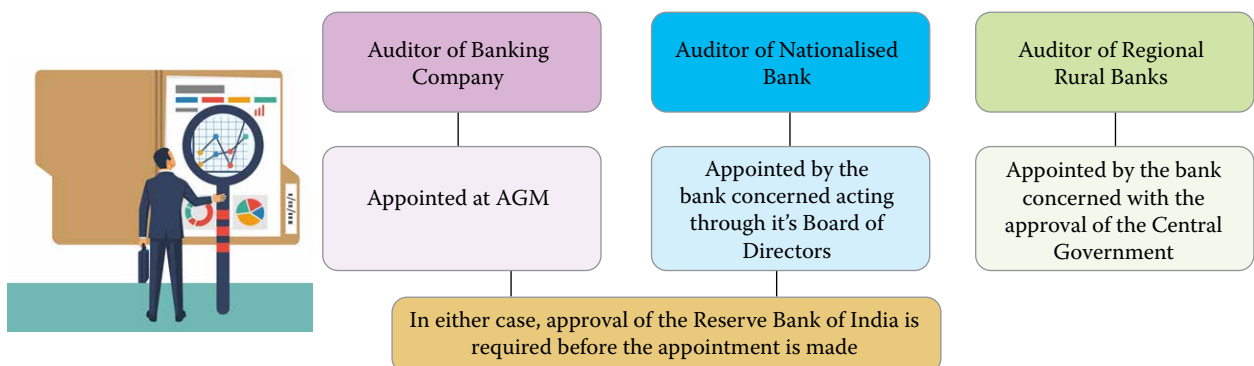 Auditor of Banking
Company
Auditor of Nationalised
Bank
Auditor of Regional
Rural Banks
Appointed at AGM
Appointed by the
bank concerned acting
through it's Board of
Directors
Appointed by the bank
concerned with the
approval of the Central
Government
In either case, approval of the Reserve Bank of India is
required before the appointment is made